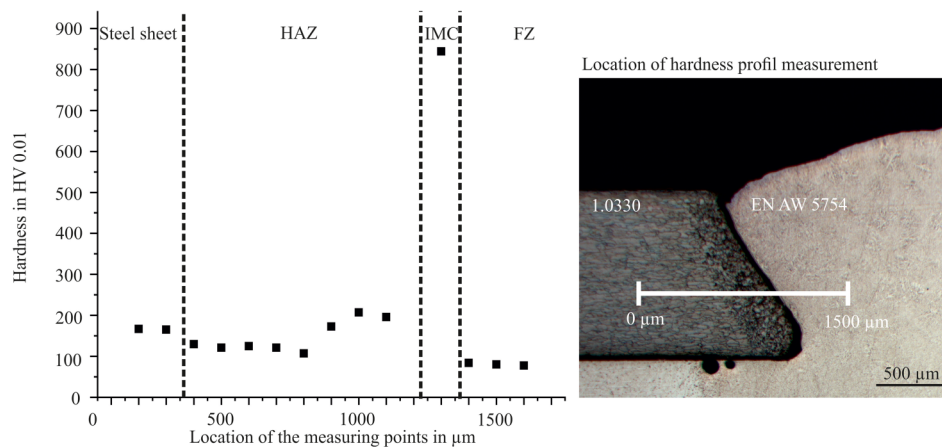 900
800
700
600
500
400
300
200
100
0
Hardness in HV 0.01
Steel sheet
HAZ
IMC
FZ
0
500
1000
1500
Location of the measuring points in µm
Location of hardness profil measurement
1.0330
EN AW 5754
0 µm
1500 µm
500 µm